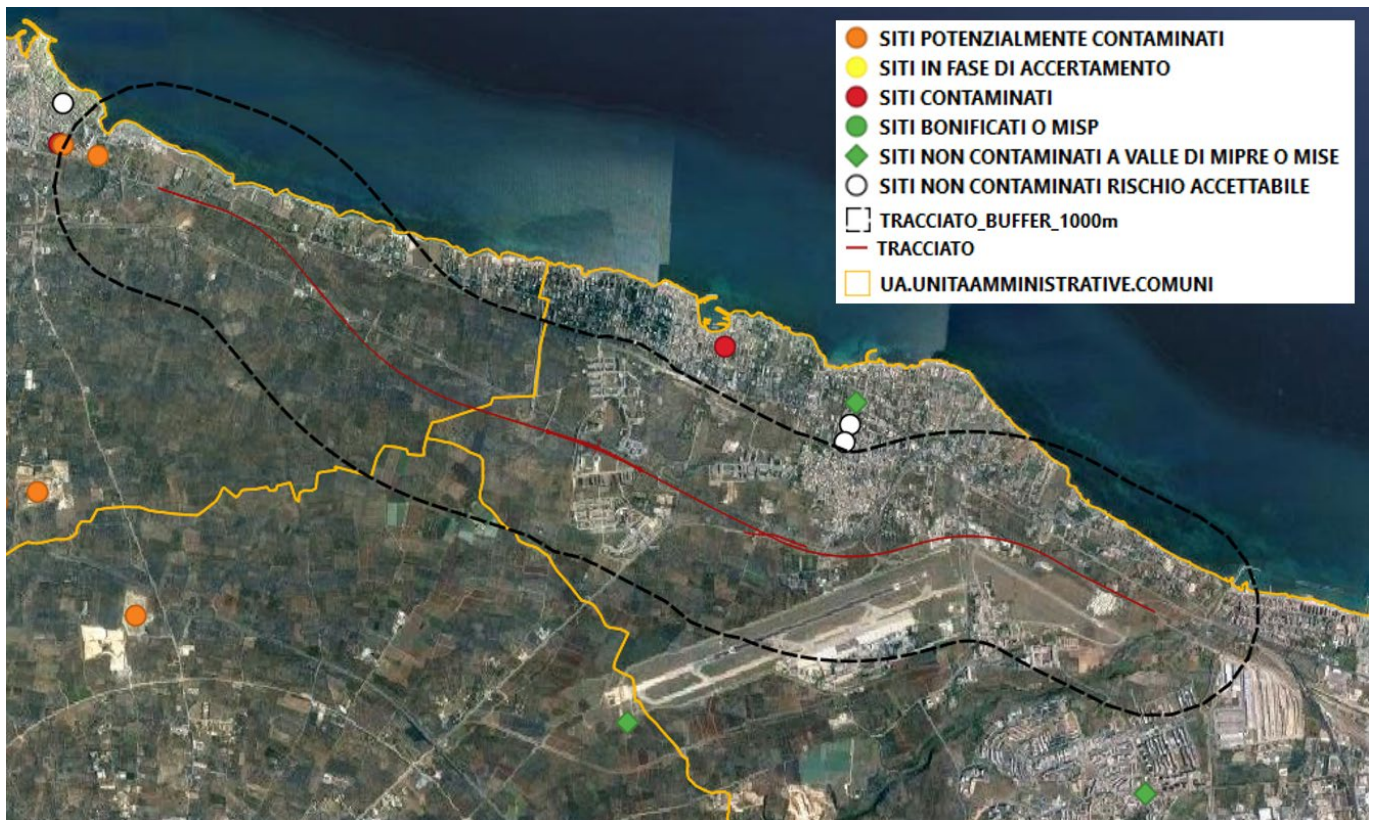 SITI POTENZIALMENTE CONTAMINATI
SITI IN FASE DI ACCERTAMENTO
SITI CONTAMINATI
SITI BONIFICATI O MISP
SITI NON CONTAMINATI A VALLE DI MIPRE O MISE
SITI NON CONTAMINATI RISCHIO ACCETTABILE
TRACCIATO_BUFFER_1000m
TRACCIATO
UA.UNITAAMMINISTRATIVE.COMUNI